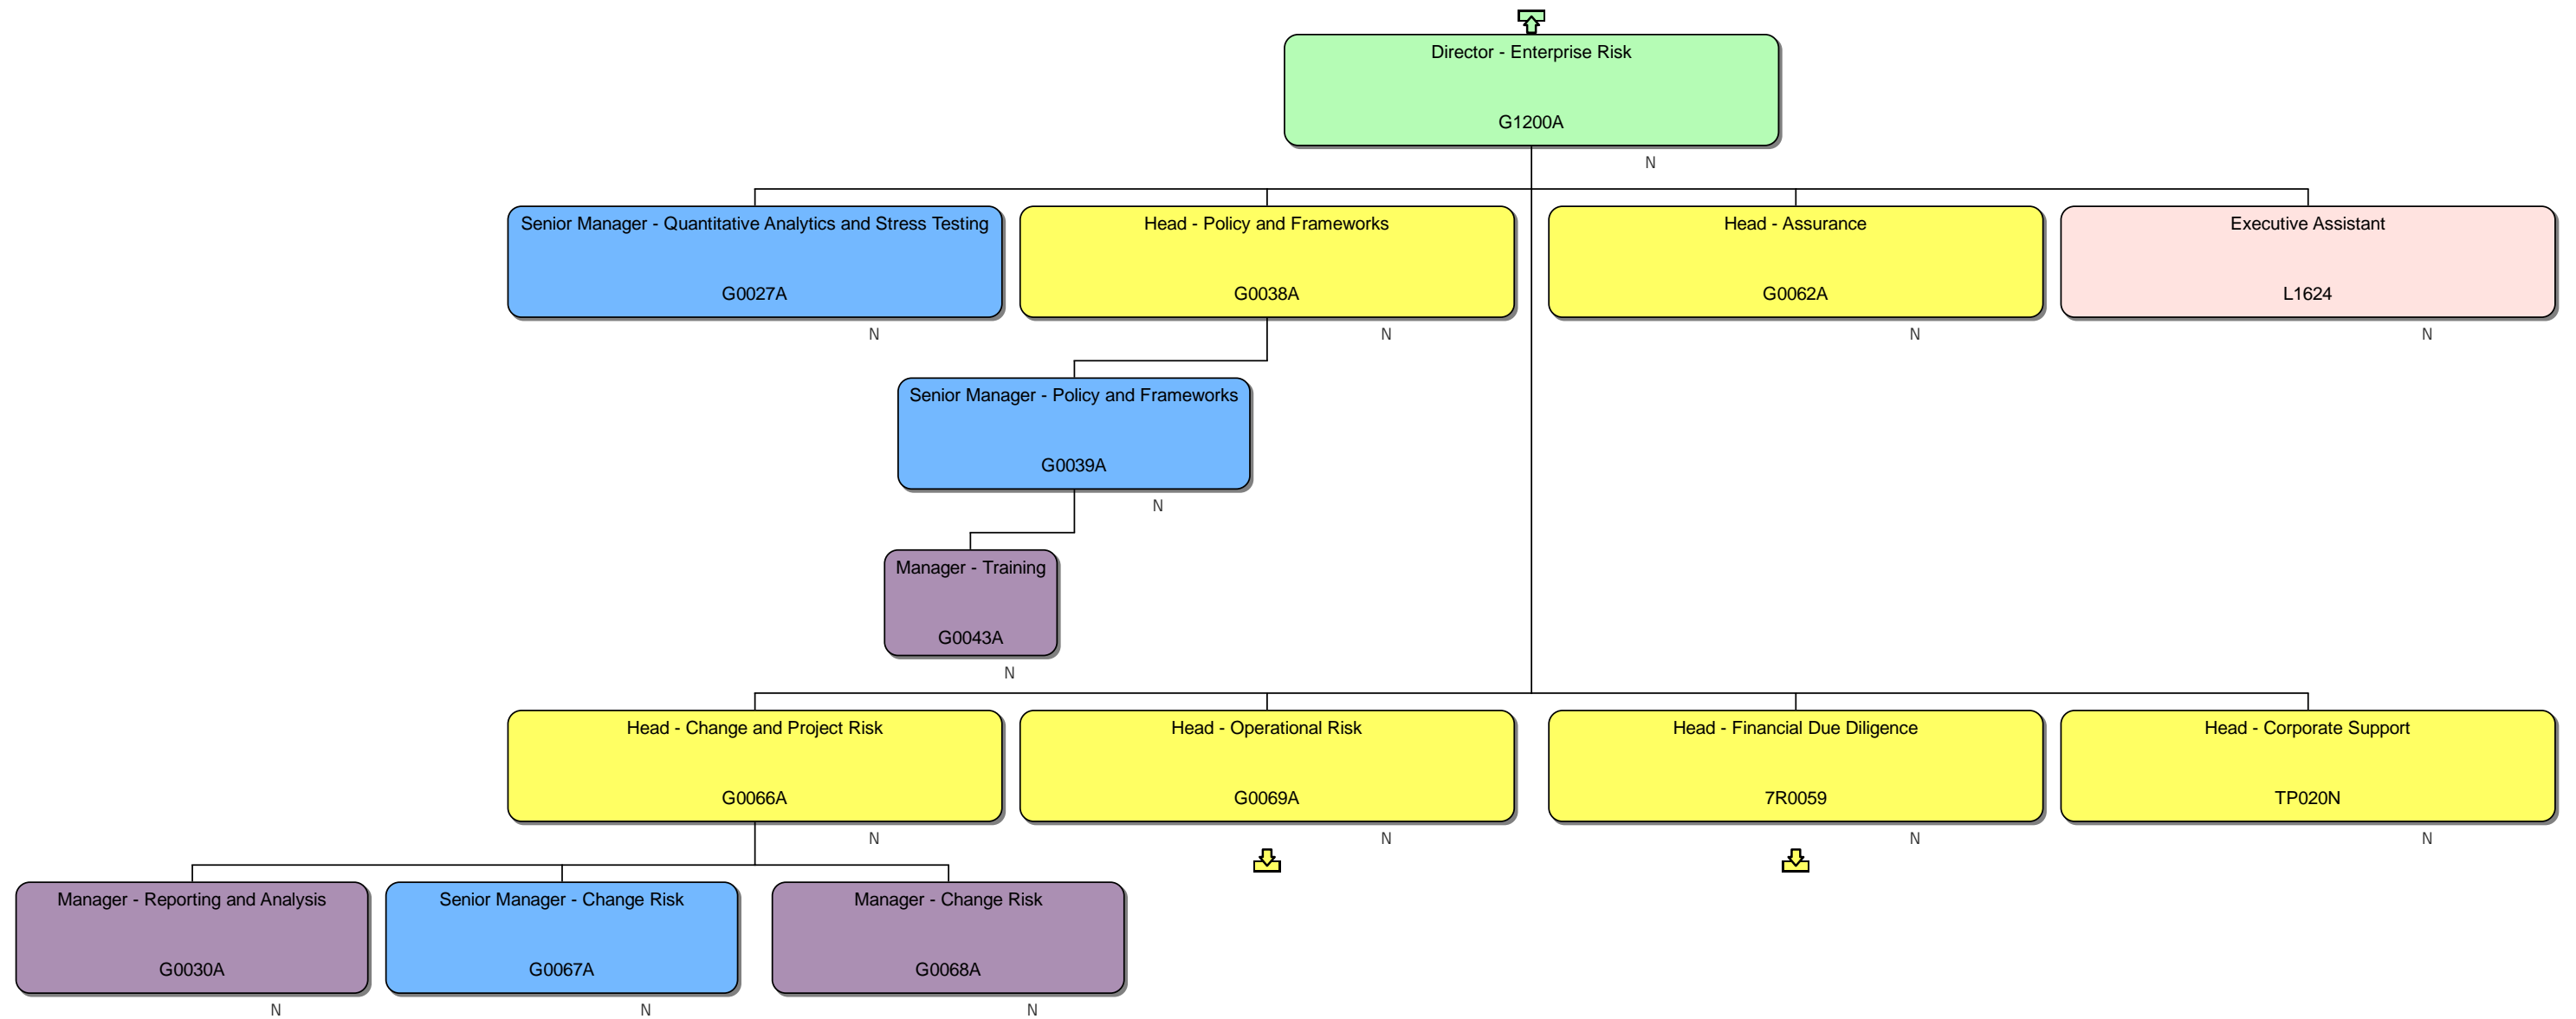 Director - Enterprise Risk
G1200A
N
Senior Manager - Quantitative Analytics and Stress Testing
G0027A
N
Head - Policy and Frameworks
G0038A
N
Head - Assurance
G0062A
N
Executive Assistant
L1624
N
Senior Manager - Policy and Frameworks
G0039A
N
Manager - Training
G0043A
N
Head - Change and Project Risk
G0066A
N
Head - Operational Risk
G0069A
N
Head - Financial Due Diligence
7R0059
N
Head - Corporate Support
TP020N
N
Manager - Reporting and Analysis
G0030A
N
Senior Manager - Change Risk
G0067A
N
Manager - Change Risk
G0068A
N